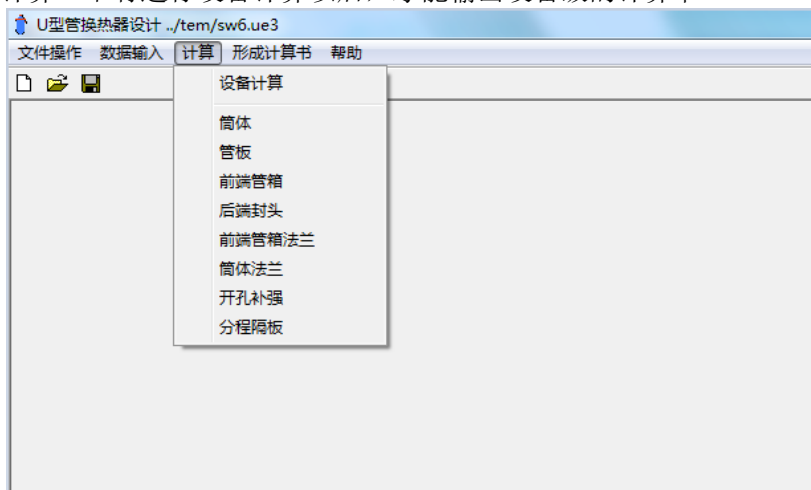 U型管换热器设计 ../tem/sw6.ue3
文件操作 数据输入 计算 形成计算书 帮助
设备计算
筒体
管板
前端管箱
后端封头
前端管箱法兰
筒体法兰
开孔补强
分程隔板